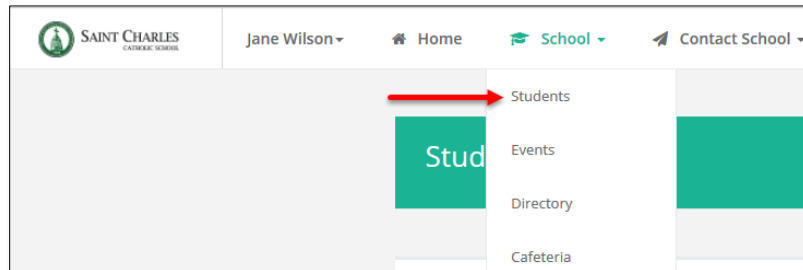 SAINT CHARLES
CATHOLIC SCHOOL
Jane Wilson
Home
School
Contact School
Students
Stud
Events
Directory
Cafeteria